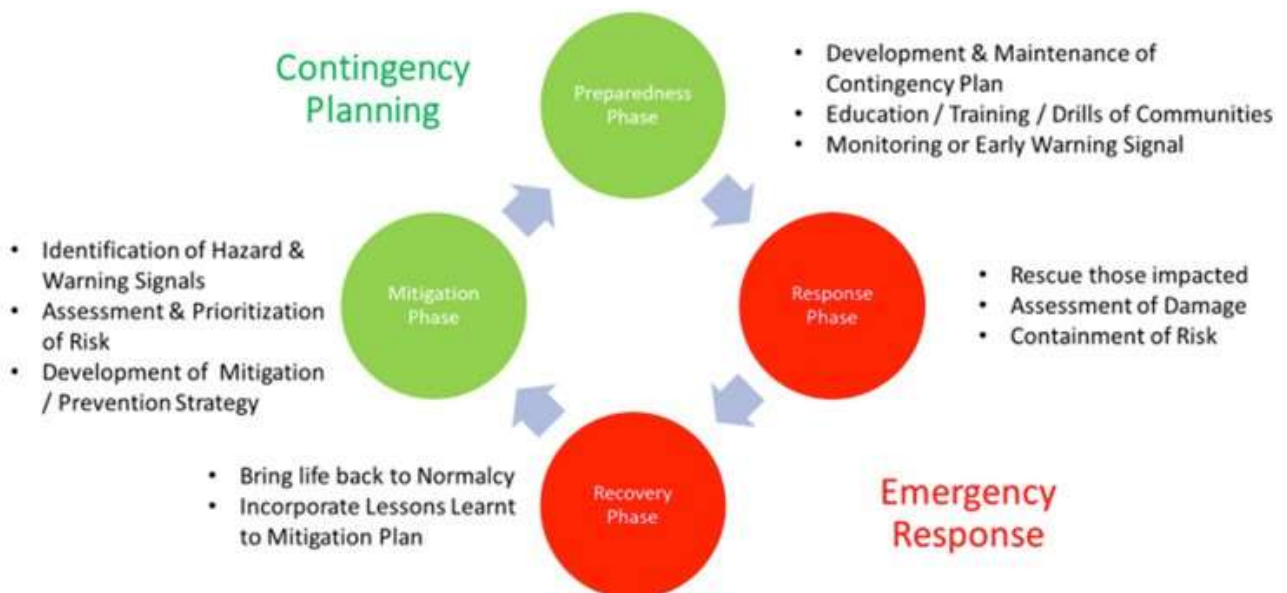 Contingency
Planning
Preparedness
Phase
• Development & Maintenance of
Contingency Plan
• Education / Training / Drills of Communities
• Monitoring or Early Warning Signal
• Identification of Hazard &
Warning Signals
• Assessment & Prioritization
of Risk
• Development of Mitigation
/ Prevention Strategy
Mitigation
Phase
Response
Phase
• Rescue those impacted
• Assessment of Damage
• Containment of Risk
• Bring life back to Normalcy
• Incorporate Lessons Learnt
to Mitigation Plan
Recovery
Phase
Emergency
Response